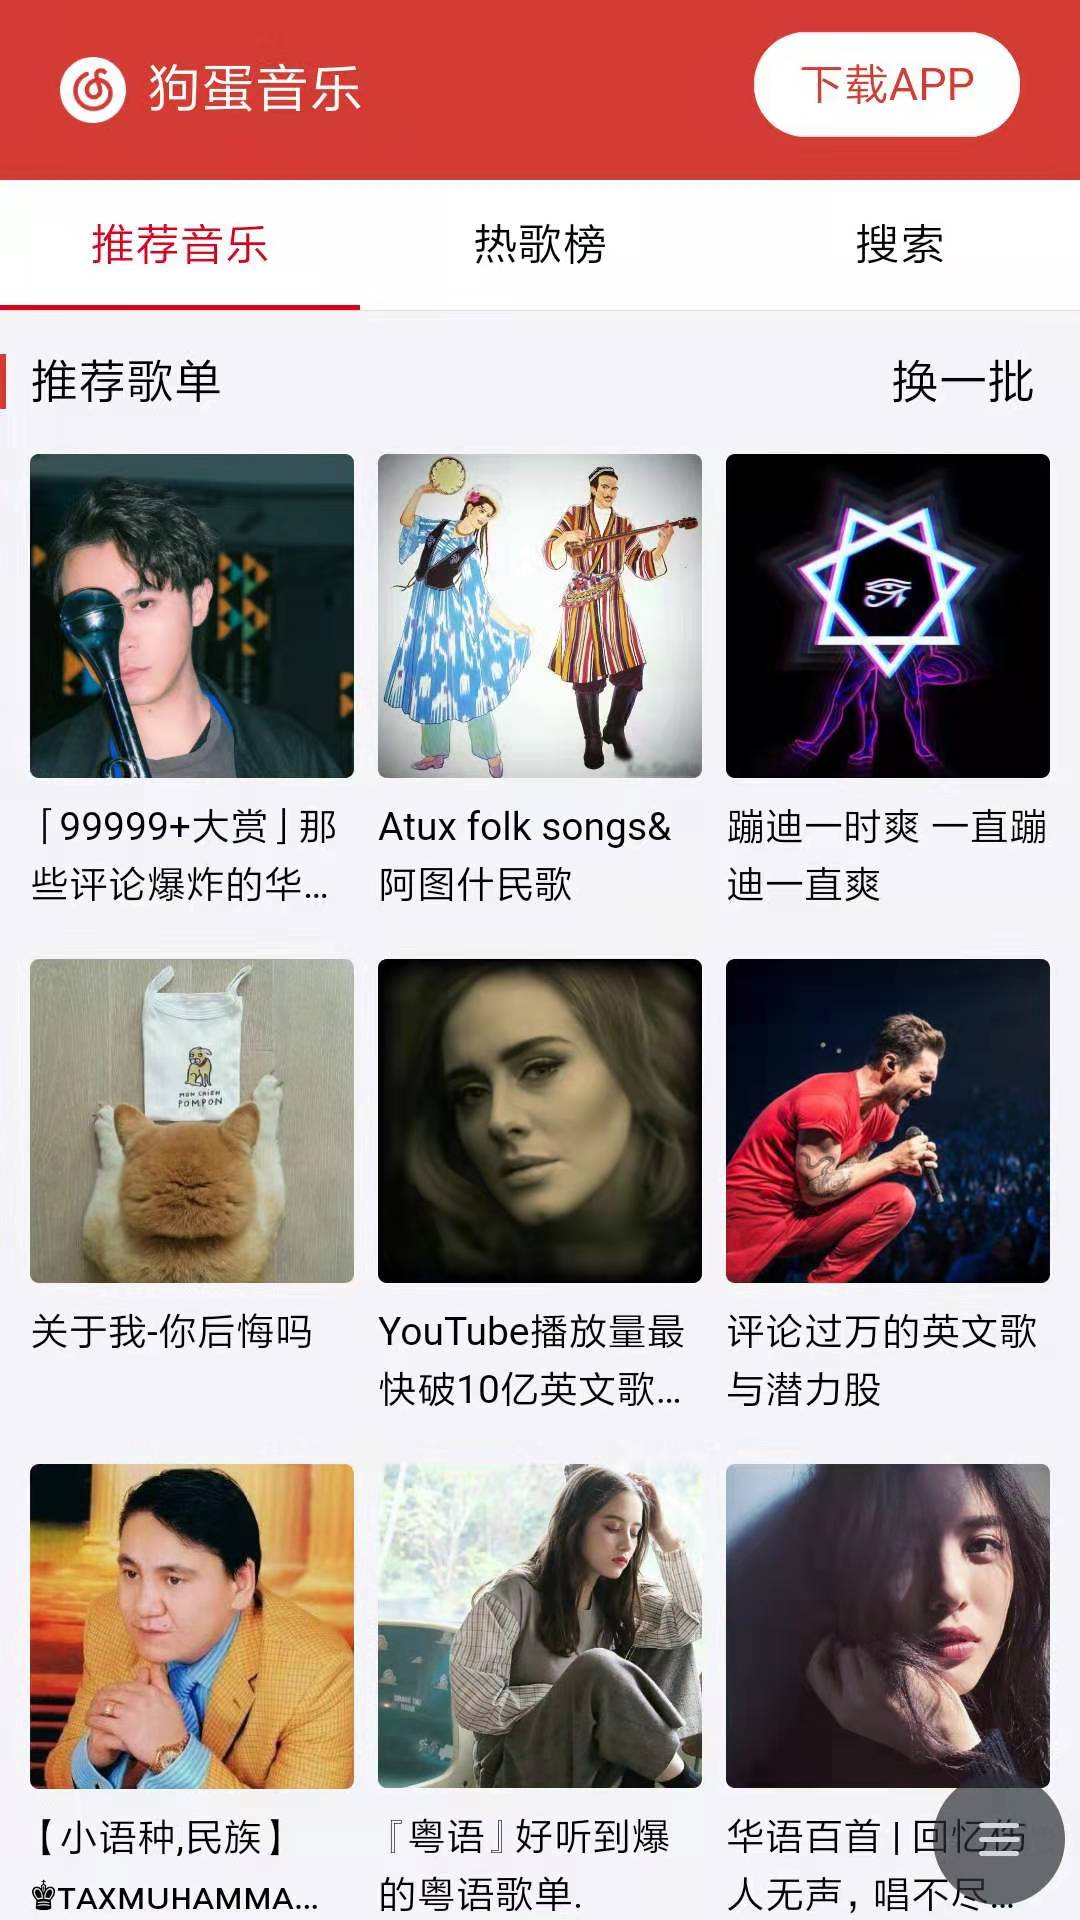 狗蛋音乐
下载APP
推荐音乐
热歌榜
搜索
推荐歌单
换一批
「99999+大赏」那
些评论爆炸的华...
Atux folk songs&
阿图什民歌
蹦迪一时爽 一直蹦
迪一直爽
MON CHIEN
POMPON
关于我-你后悔吗
YouTube播放量最
快破10亿英文歌...
评论过万的英文歌
与潜力股
【小语种,民族】
♚TAXMUHAMMA...
『粤语』好听到爆
的粤语歌单.
华语百首 | 回忆伤
人无声，唱不尽...